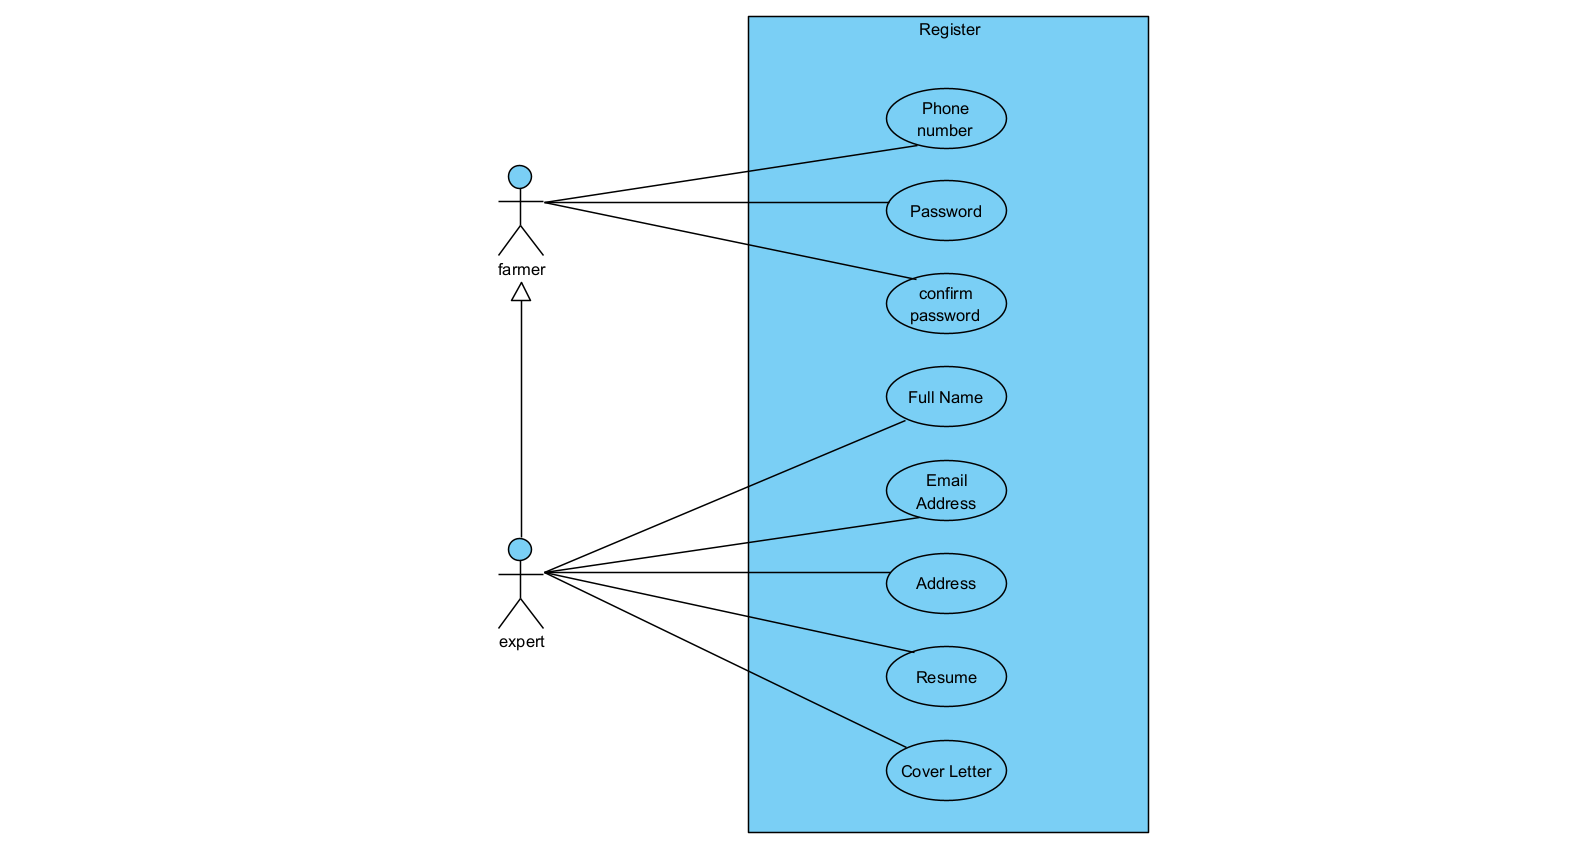 Register
Phone
number
Password
farmer
confirm
password
Full Name
Email
Address
Address
expert
Resume
Cover Letter